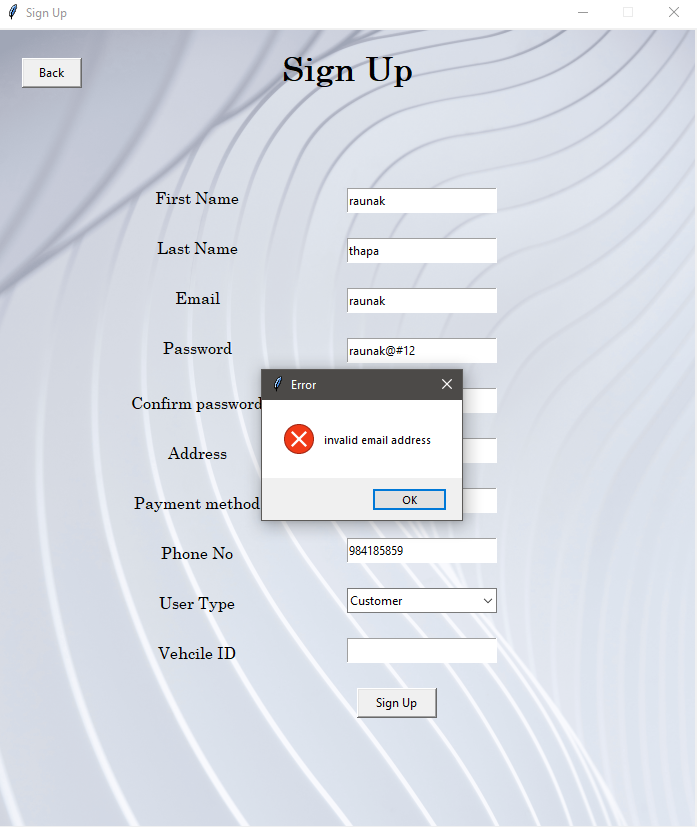 Sign Up
Back
Sign Up
First Name
raunak
Last Name
thapa
Email
raunak
Password
raunak@#12
Error
Confirm password
invalid email address
Address
OK
Payment method
Phone No
984185859
User Type
Customer
Vehcile ID
Sign Up